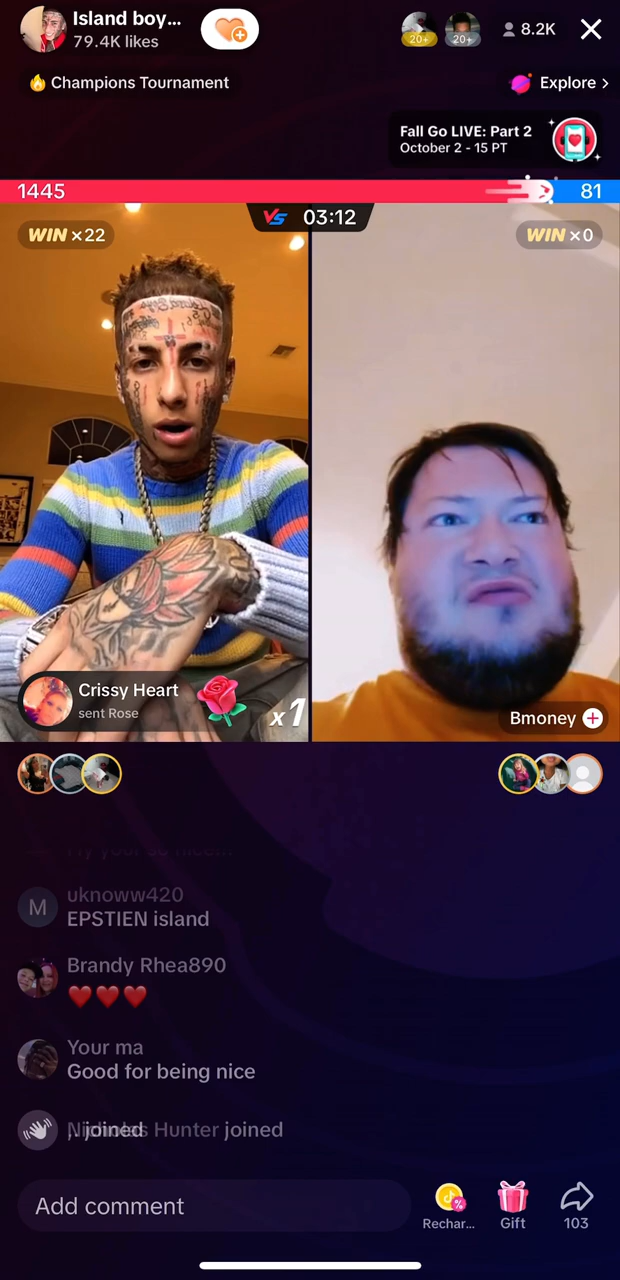 Island boy...
79.4K likes
20+
20+
8.2K
Champions Tournament
Explore >
Fall Go LIVE: Part 2
October 2 - 15 PT
1445
81
VS 03:12
WIN ×22
WIN ×0
Crissy Heart
sent Rose
x1
Bmoney
M
uknoww420
EPSTIEN island
Brandy Rhea890
❤️❤️❤️
Your ma
Good for being nice
Hunter joined
Add comment
Rechar...
Gift
103